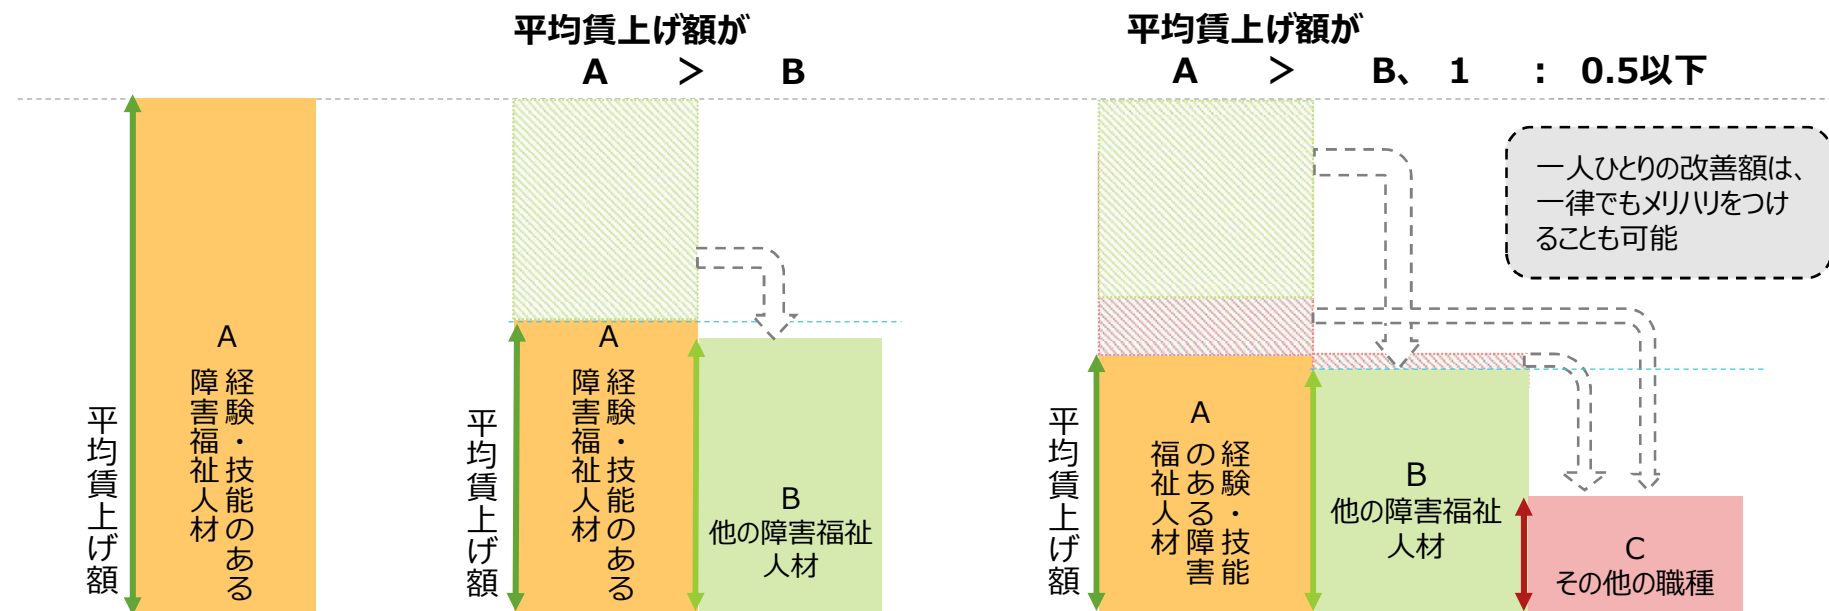 平均賃上げ額が
A ＞ B
平均賃上げ額が
A ＞ B、 1 ： 0.5以下
一人ひとりの改善額は、
一律でもメリハリをつけ
ることも可能
平均賃上げ額
A
経験・技能のある
障害福祉人材
平均賃上げ額
A
経験・技能のある
障害福祉人材
B
他の障害福祉
人材
平均賃上げ額
A
経験・技能
のある障害
福祉人材
B
他の障害福祉
人材
C
その他の職種